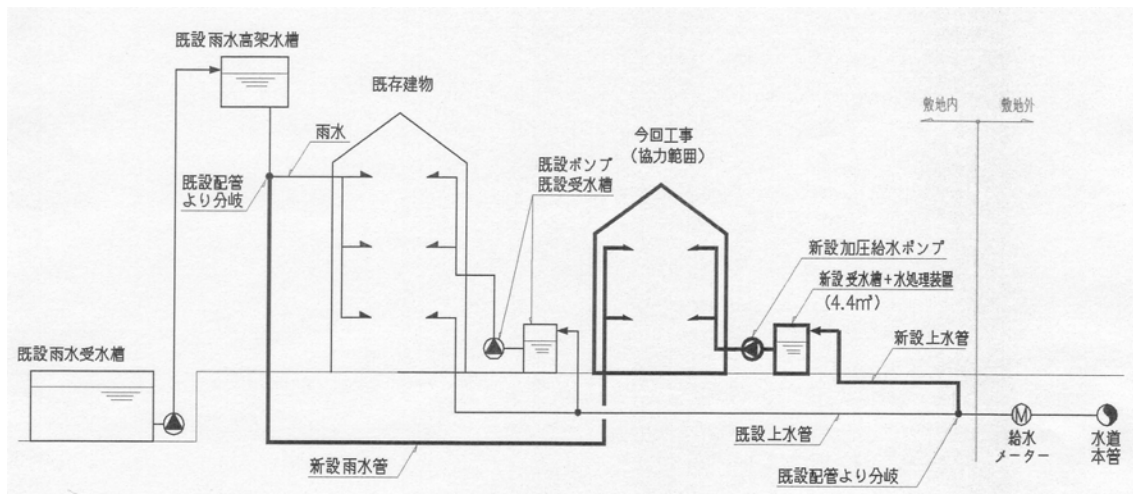 既設雨水高架水槽
既存建物
敷地内
敷地外
雨水
今回工事
(協力範囲)
既設ポンプ
既設受水槽
既設配管
より分岐
新設加圧給水ポンプ
新設受水槽+水処理装置
(4.4㎥)
新設上水管
既設雨水受水槽
M
既設上水管
給水
メーター
水道
本管
新設雨水管
既設配管より分岐